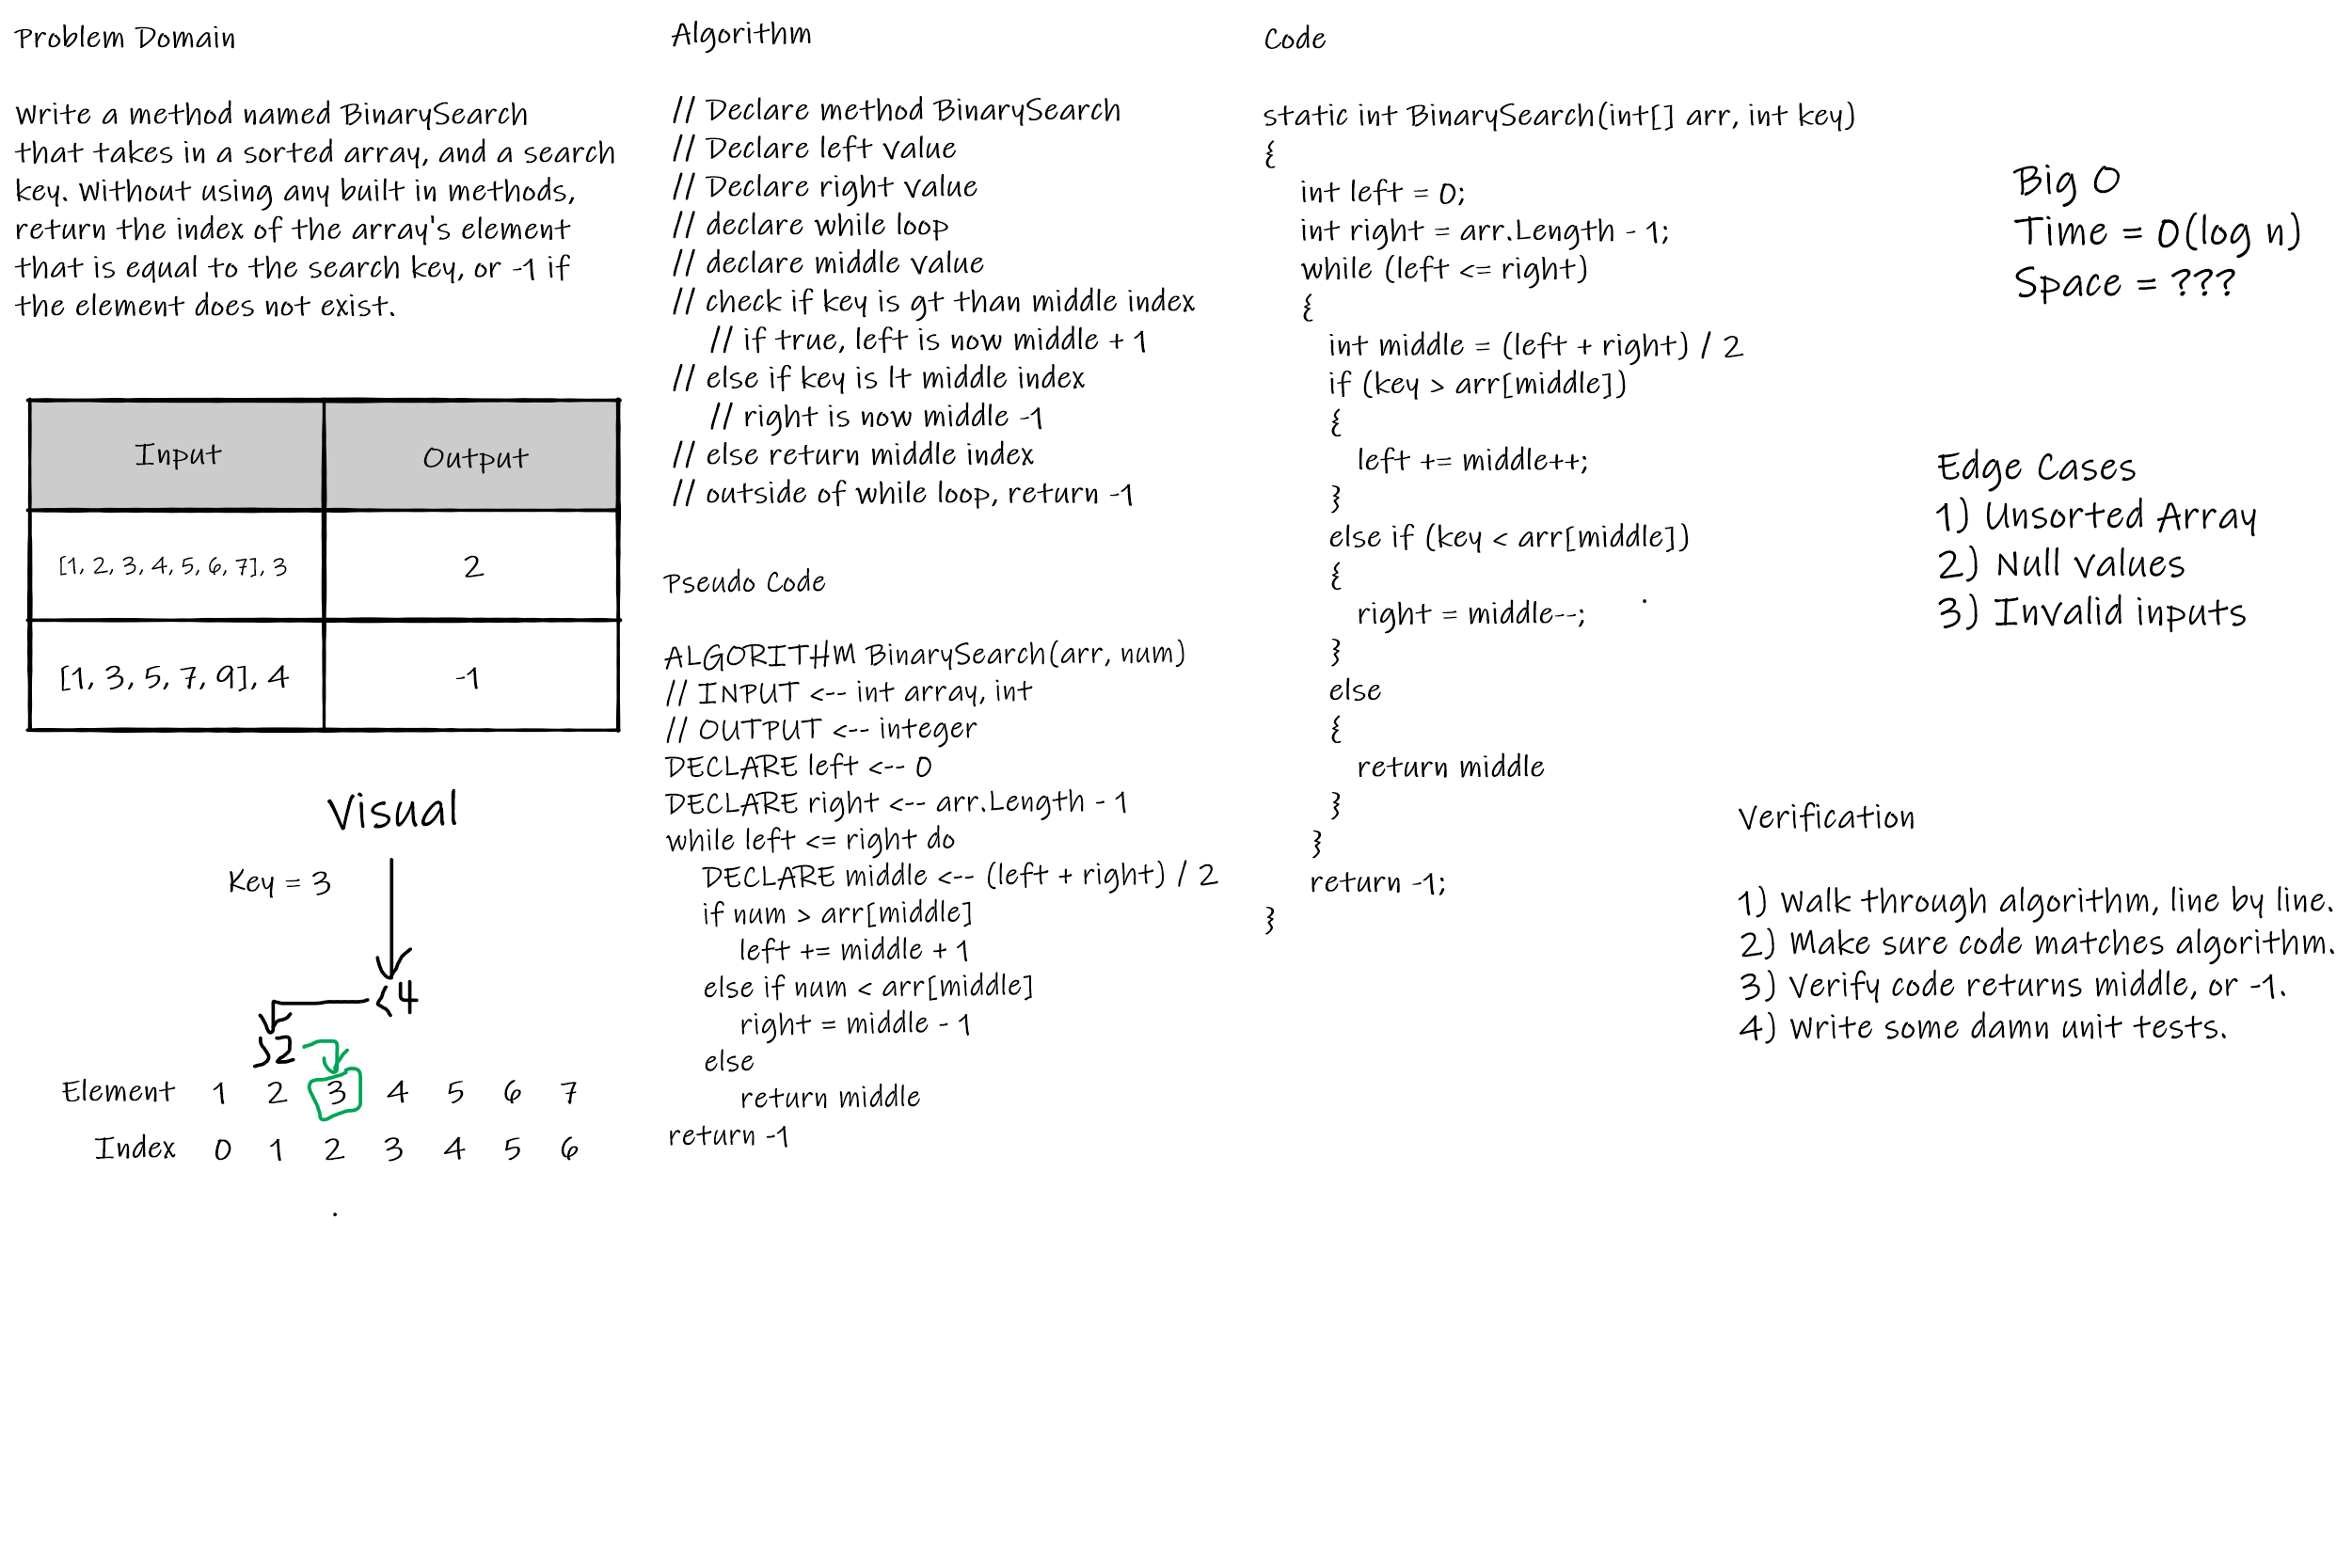 Problem Domain
Write a method named BinarySearch
that takes in a sorted array, and a search
key. Without using any built in methods,
return the index of the array's element
that is equal to the search key, or -1 if
the element does not exist.
Input Output
[1, 2, 3, 4, 5, 6, 7], 3 2
[1, 3, 5, 7, 9], 4 -1
Visual
Key = 3
<4
>2
Element 1 2 3 4 5 6 7
Index 0 1 2 3 4 5 6
Algorithm
// Declare method BinarySearch
// Declare left value
// Declare right value
// declare while loop
// declare middle value
// check if key is gt than middle index
// if true, left is now middle + 1
// else if key is lt middle index
// right is now middle -1
// else return middle index
// outside of while loop, return -1
Pseudo Code
ALGORITHM BinarySearch(arr, num)
// INPUT <-- int array, int
// OUTPUT <-- integer
DECLARE left <-- 0
DECLARE right <-- arr.Length - 1
while left <= right do
DECLARE middle <-- (left + right) / 2
if num > arr[middle]
left += middle + 1
else if num < arr[middle]
right = middle - 1
else
return middle
return -1
Code
static int BinarySearch(int[] arr, int key)
{
int left = 0;
int right = arr.Length - 1;
while (left <= right)
{
int middle = (left + right) / 2
if (key > arr[middle])
{
left += middle++;
}
else if (key < arr[middle])
{
right = middle--;
}
else
{
return middle
}
}
return -1;
}
Big O
Time = O(log n)
Space = ???
Edge Cases
1) Unsorted Array
2) Null values
3) Invalid inputs
Verification
1) Walk through algorithm, line by line.
2) Make sure code matches algorithm.
3) Verify code returns middle, or -1.
4) Write some damn unit tests.